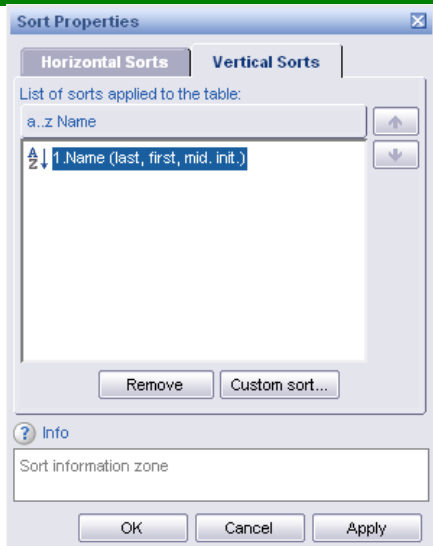 Sort Properties
Horizontal Sorts Vertical Sorts
List of sorts applied to the table:
a..z Name
A Z 1.Name (last, first, mid. init.)
Remove Custom sort...
? Info
Sort information zone
OK Cancel Apply